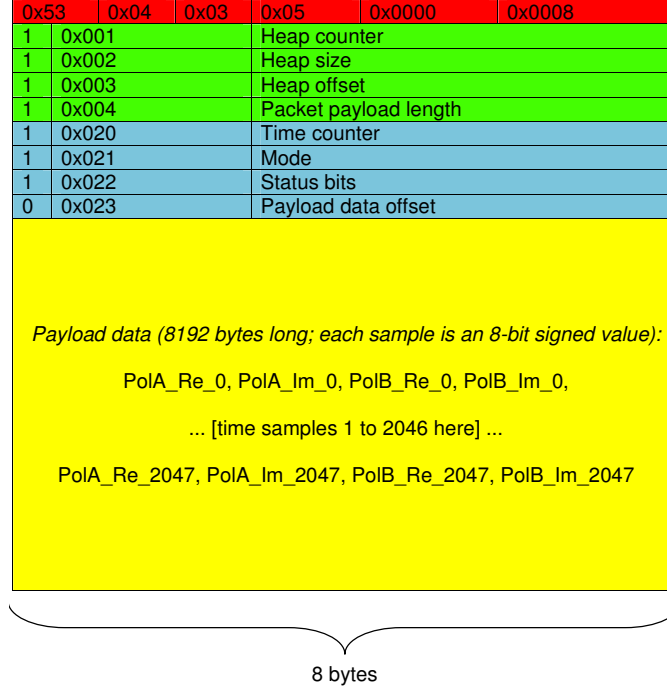 0x53 0x04 0x03 0x05 0x0000 0x0008
1 0x001 Heap counter
1 0x002 Heap size
1 0x003 Heap offset
1 0x004 Packet payload length
1 0x020 Time counter
1 0x021 Mode
1 0x022 Status bits
0 0x023 Payload data offset
Payload data (8192 bytes long; each sample is an 8-bit signed value):
PolA_Re_0, PolA_Im_0, PolB_Re_0, PolB_Im_0,
... [time samples 1 to 2046 here] ...
PolA_Re_2047, PolA_Im_2047, PolB_Re_2047, PolB_Im_2047
8 bytes